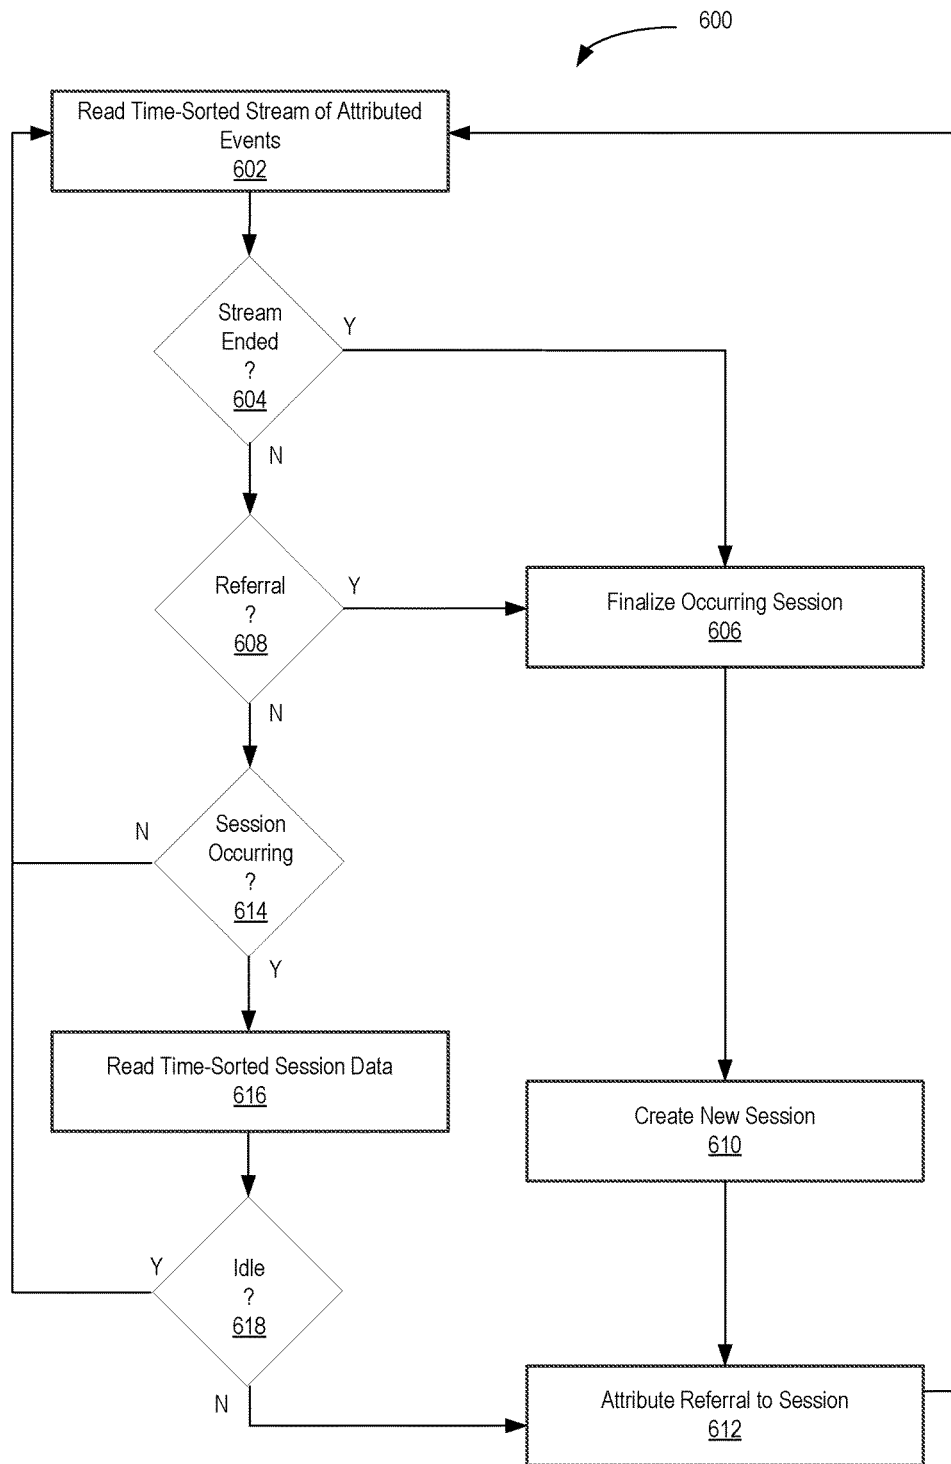 600
Read Time-Sorted Stream of Attributed
Events
602
Stream
Ended
?
604
Y
N
Referral
?
608
Y
Finalize Occurring Session
606
N
Session
Occurring
?
614
N
Y
Read Time-Sorted Session Data
616
Create New Session
610
Idle
?
618
Y
N
Attribute Referral to Session
612